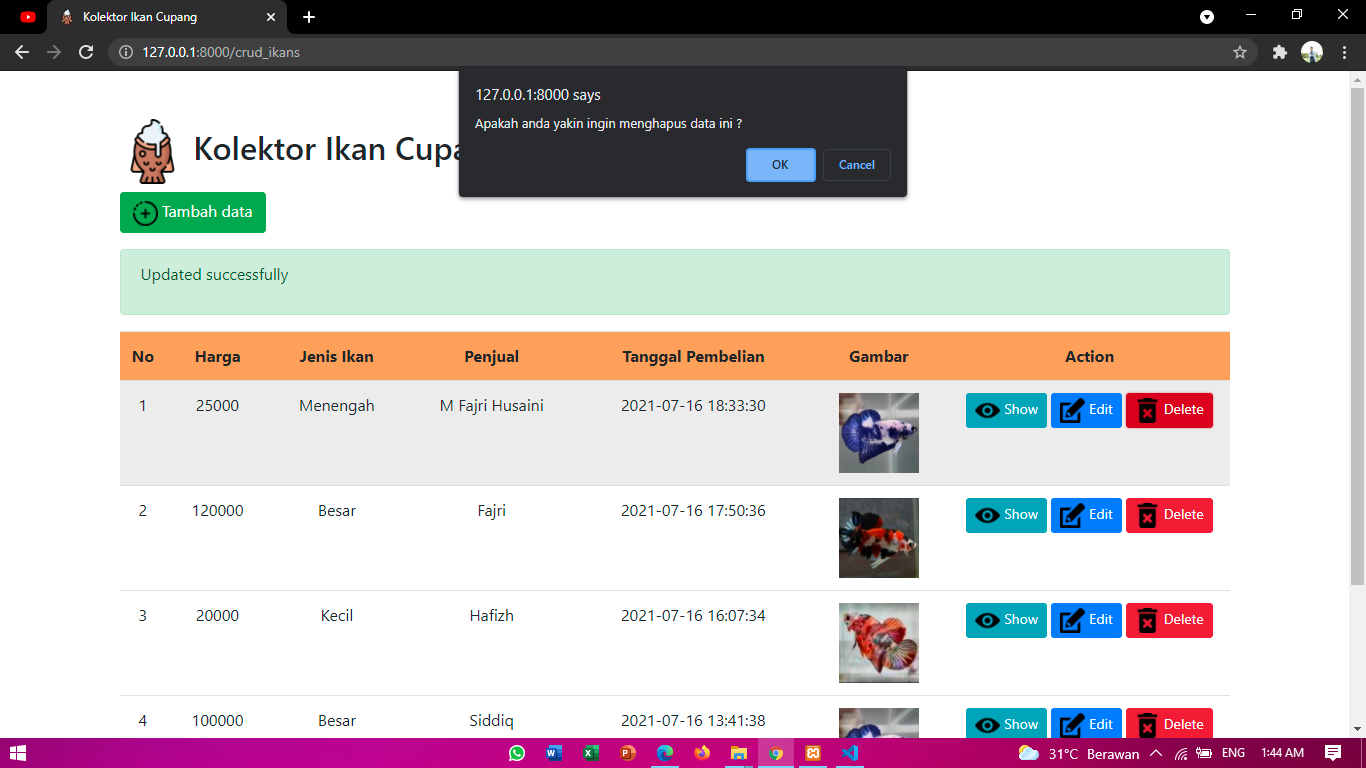 Kolektor Ikan Cupang
127.0.0.1:8000/crud_ikans
127.0.0.1:8000 says
Apakah anda yakin ingin menghapus data ini ?
OK Cancel
Kolektor Ikan Cupa
Tambah data
Updated successfully
No Harga Jenis Ikan Penjual Tanggal Pembelian Gambar Action
1 25000 Menengah M Fajri Husaini 2021-07-16 18:33:30 Show Edit Delete
2 120000 Besar Fajri 2021-07-16 17:50:36 Show Edit Delete
3 20000 Kecil Hafizh 2021-07-16 16:07:34 Show Edit Delete
4 100000 Besar Siddiq 2021-07-16 13:41:38 Show Edit Delete
31°C Berawan ENG 1:44 AM